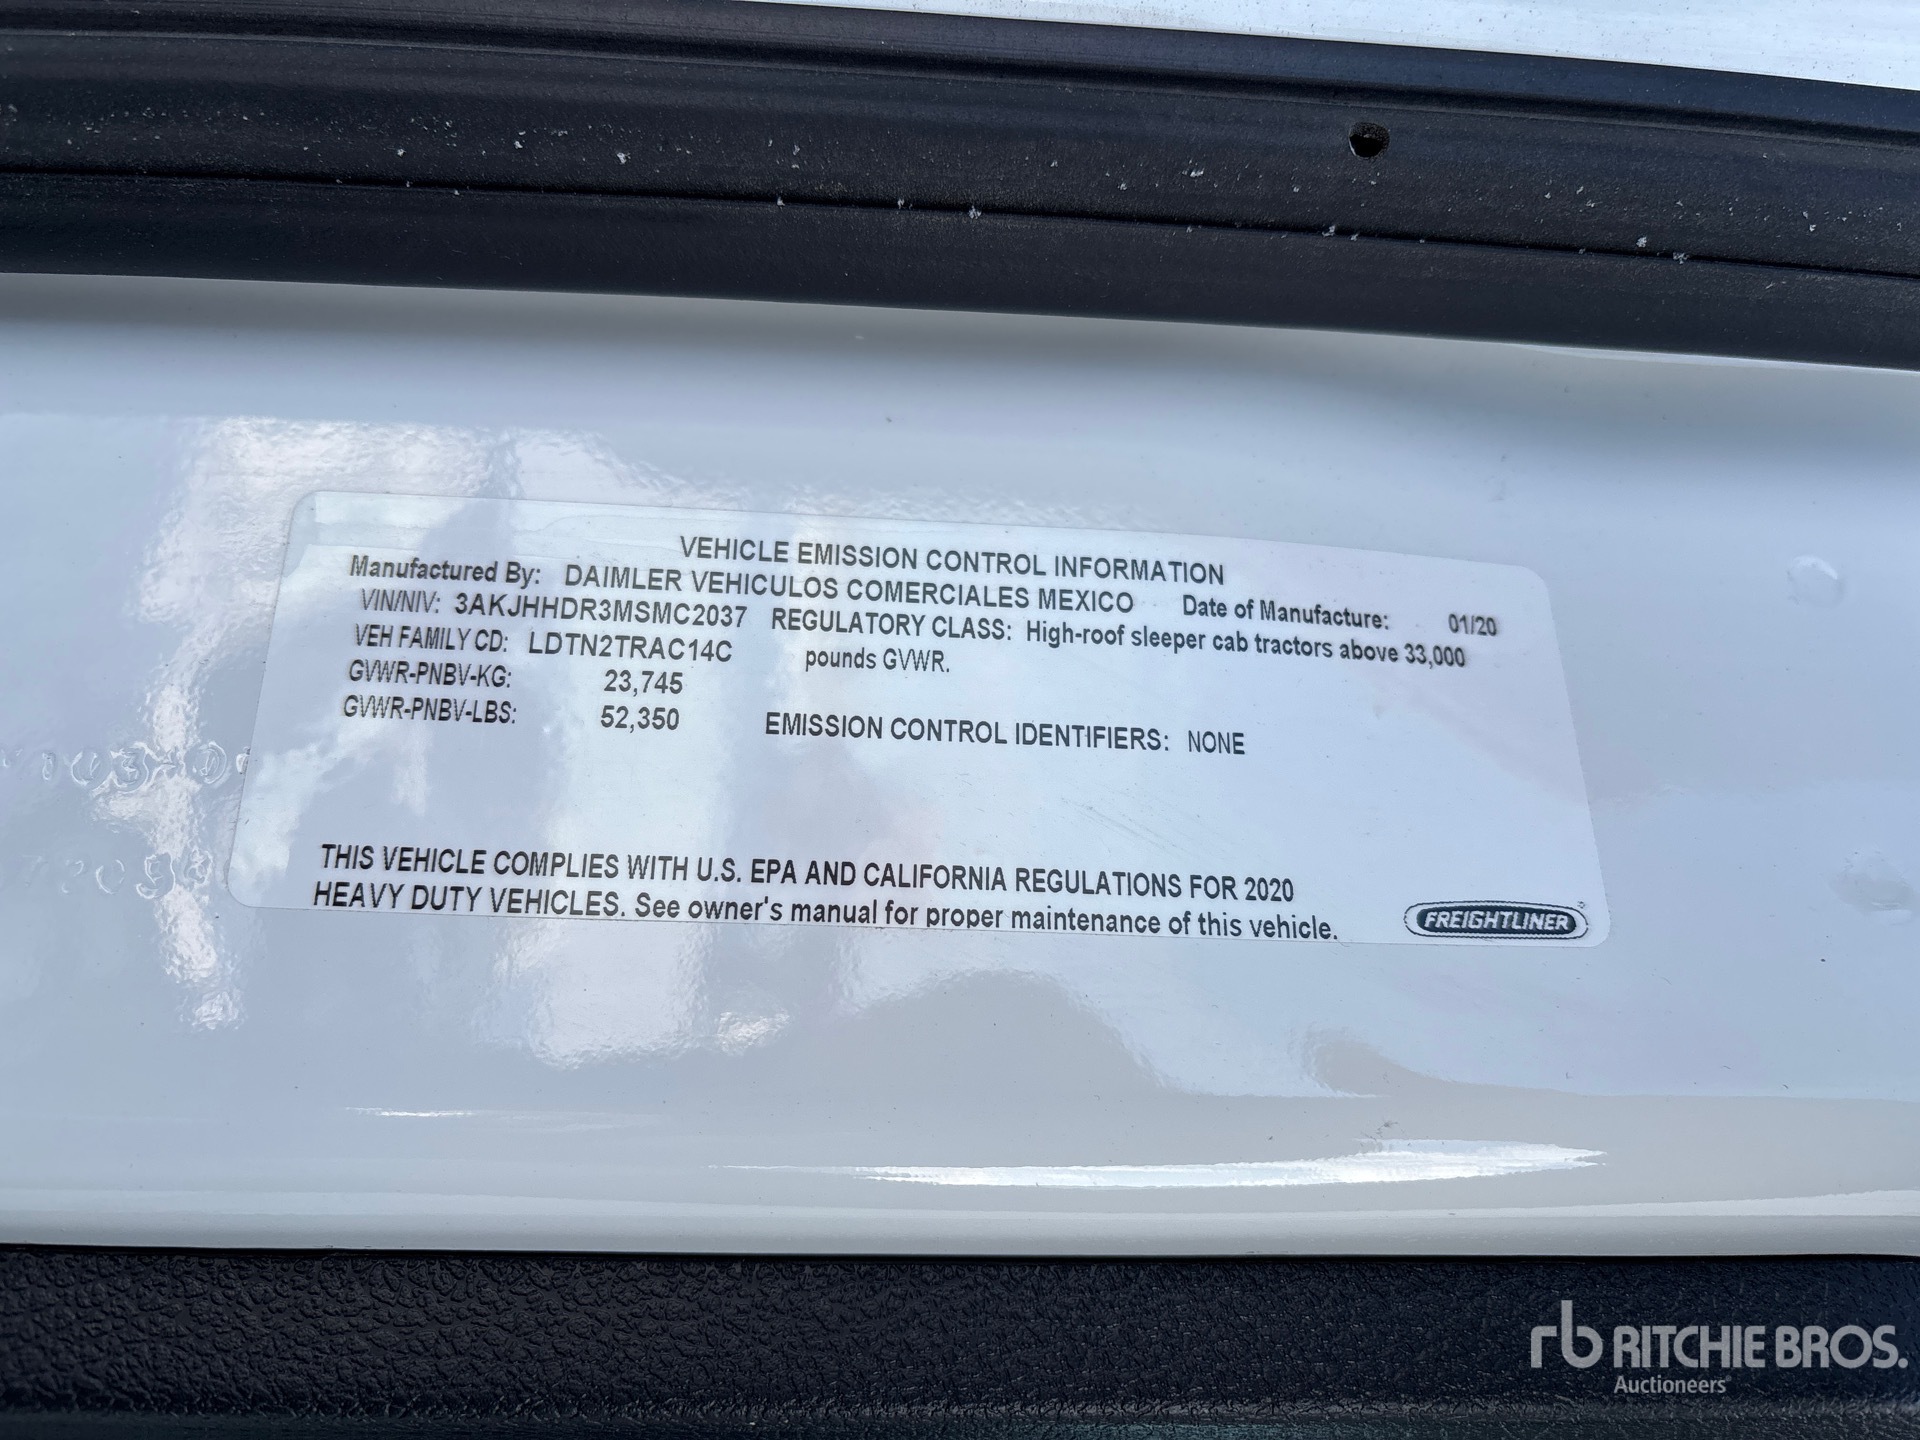 VEHICLE EMISSION CONTROL INFORMATION
Manufactured By: DAIMLER VEHICULOS COMERCIALES MEXICO Date of Manufacture: 01/20
VIN/NIV: 3AKJHHDR3MSMC2037 REGULATORY CLASS: High-roof sleeper cab tractors above 33,000
VEH FAMILY CD: LDTN2TRAC14C pounds GVWR.
GVWR-PNBV-KG: 23,745
GVWR-PNBV-LBS: 52,350 EMISSION CONTROL IDENTIFIERS: NONE
THIS VEHICLE COMPLIES WITH U.S. EPA AND CALIFORNIA REGULATIONS FOR 2020
HEAVY DUTY VEHICLES. See owner's manual for proper maintenance of this vehicle.
FREIGHTLINER
rb RITCHIE BROS.
Auctioneers